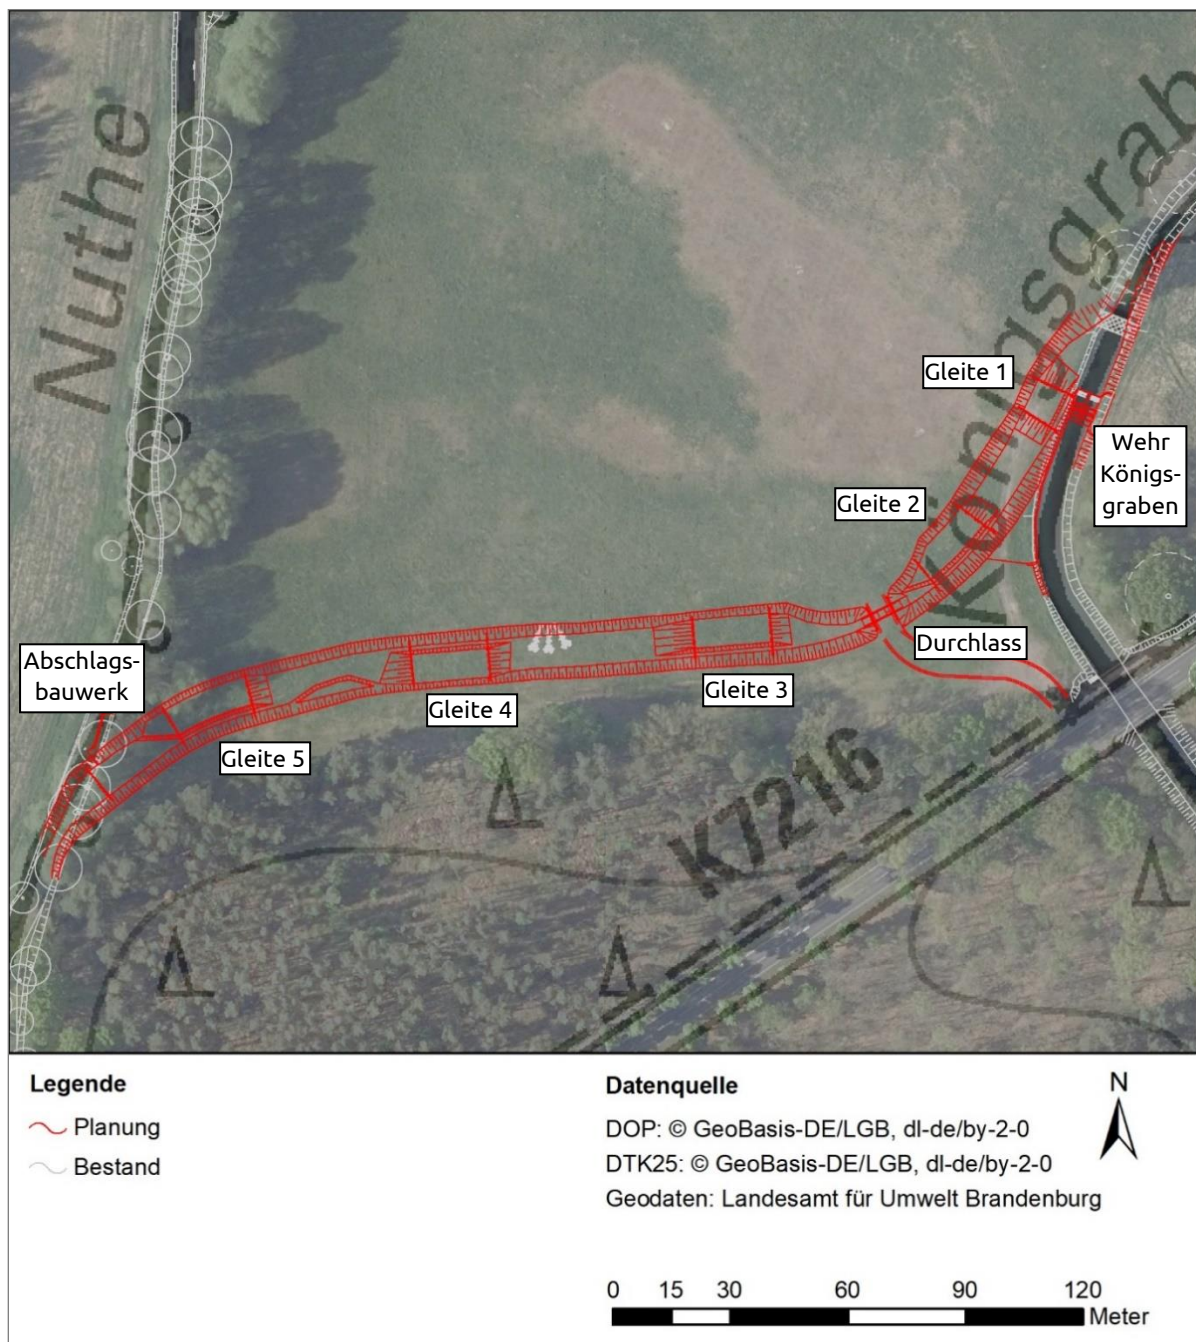 Nuthe
Königsgrab
Gleite 1
Wehr
Königs-
graben
Gleite 2
Durchlass
Abschlags-
bauwerk
Gleite 3
Gleite 4
Gleite 5
K7216
Legende
Planung
Bestand
Datenquelle
DOP: © GeoBasis-DE/LGB, dl-de/by-2-0
DTK25: © GeoBasis-DE/LGB, dl-de/by-2-0
Geodaten: Landesamt für Umwelt Brandenburg
N
0 15 30 60 90 120
Meter